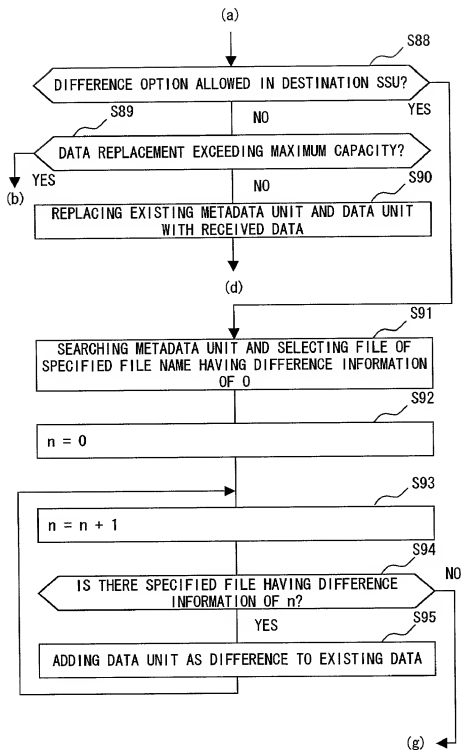 (a)
S88
DIFFERENCE OPTION ALLOWED IN DESTINATION SSU?
YES
NO
S89
DATA REPLACEMENT EXCEEDING MAXIMUM CAPACITY?
YES
(b)
NO
S90
REPLACING EXISTING METADATA UNIT AND DATA UNIT
WITH RECEIVED DATA
(d)
S91
SEARCHING METADATA UNIT AND SELECTING FILE OF
SPECIFIED FILE NAME HAVING DIFFERENCE INFORMATION
OF 0
S92
n = 0
S93
n = n + 1
S94
IS THERE SPECIFIED FILE HAVING DIFFERENCE
INFORMATION OF n?
NO
YES
S95
ADDING DATA UNIT AS DIFFERENCE TO EXISTING DATA
(g)